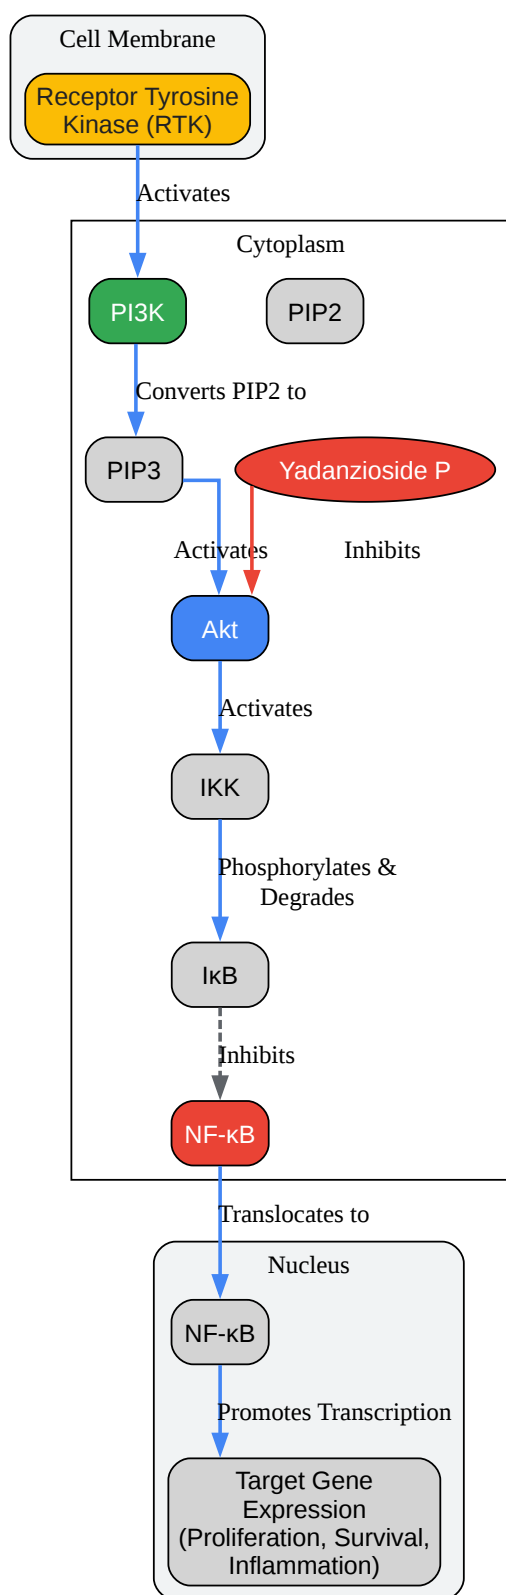 Cell Membrane
Receptor Tyrosine
Kinase (RTK)
Activates
Cytoplasm
PI3K
PIP2
Converts PIP2 to
PIP3
Yadanzioside P
Activates
Inhibits
Akt
Activates
IKK
Phosphorylates &
Degrades
IκB
Inhibits
NF-κB
Translocates to
Nucleus
NF-κB
Promotes Transcription
Target Gene
Expression
(Proliferation, Survival,
Inflammation)